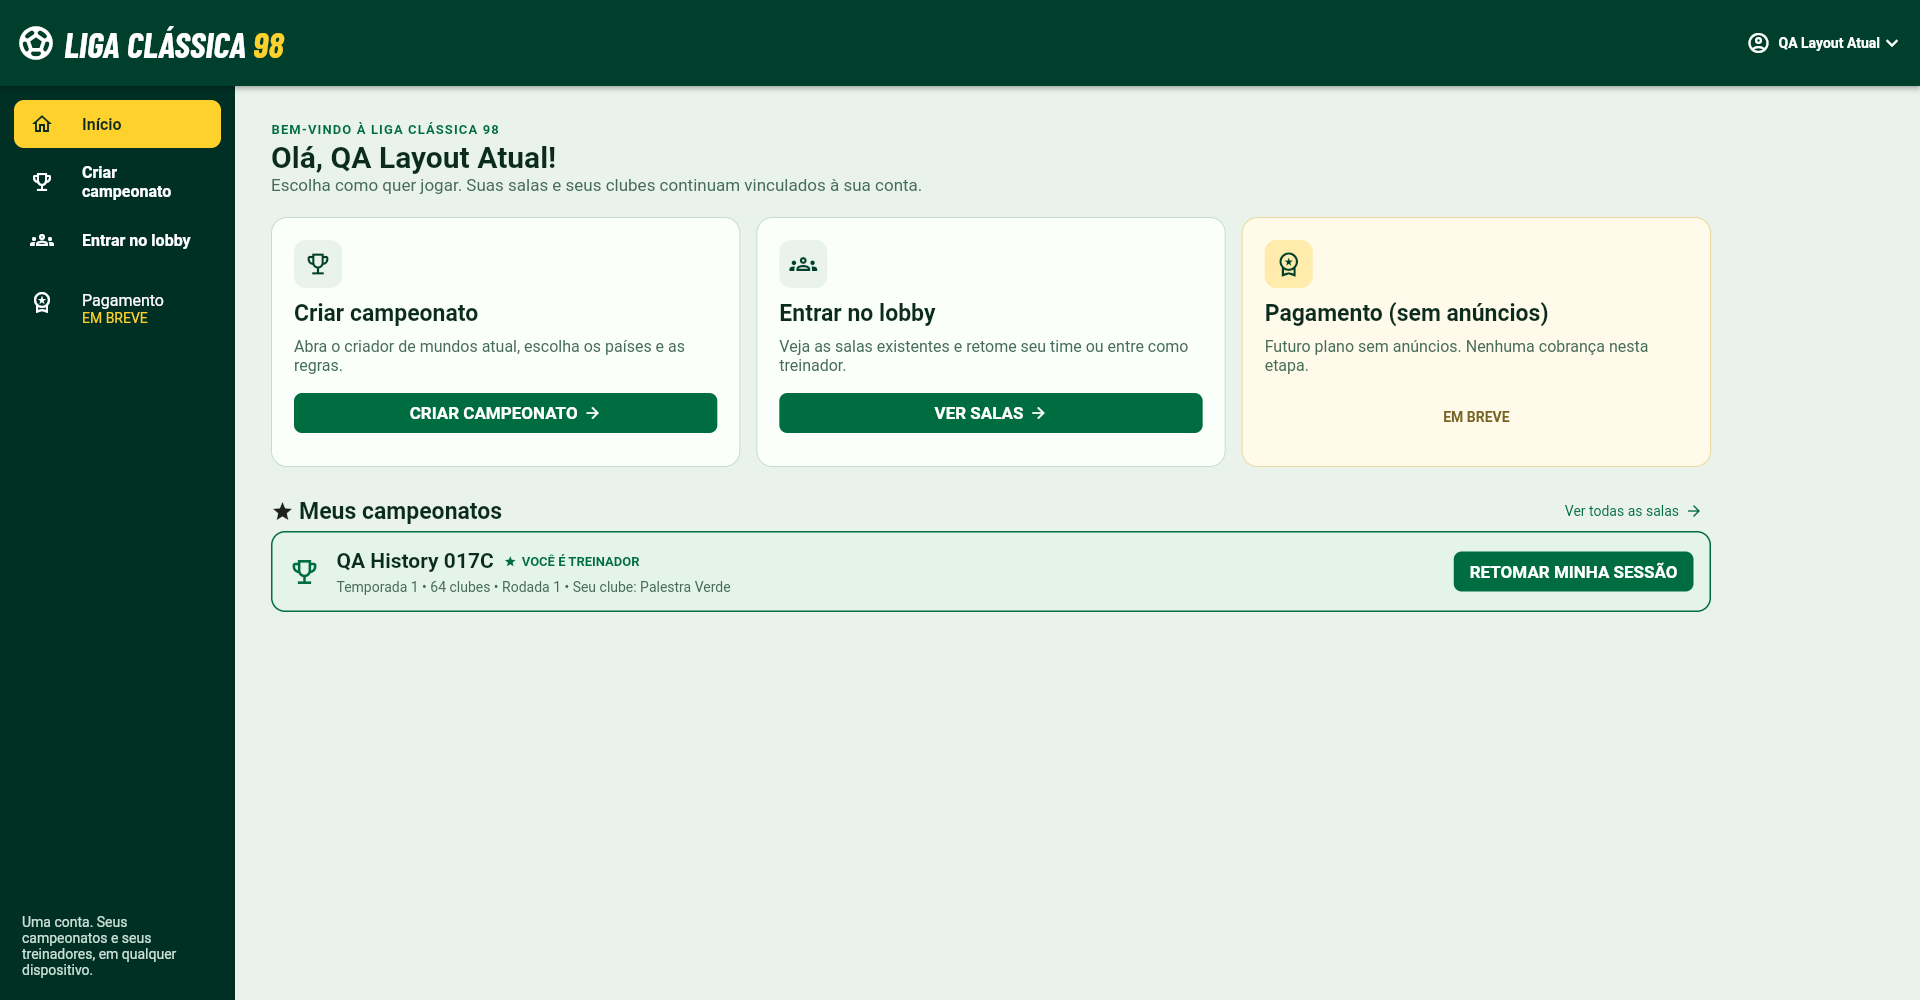 LIGA CLÁSSICA 98
QA Layout Atual
Início
Criar
campeonato
Entrar no lobby
Pagamento
EM BREVE
Uma conta. Seus
campeonatos e seus
treinadores, em qualquer
dispositivo.
BEM-VINDO À LIGA CLÁSSICA 98
Olá, QA Layout Atual!
Escolha como quer jogar. Suas salas e seus clubes continuam vinculados à sua conta.
Criar campeonato
Abra o criador de mundos atual, escolha os países e as
regras.
CRIAR CAMPEONATO
Entrar no lobby
Veja as salas existentes e retome seu time ou entre como
treinador.
VER SALAS
Pagamento (sem anúncios)
Futuro plano sem anúncios. Nenhuma cobrança nesta
etapa.
EM BREVE
Meus campeonatos
Ver todas as salas
QA History 017C VOCÊ É TREINADOR
Temporada 1 • 64 clubes • Rodada 1 • Seu clube: Palestra Verde
RETOMAR MINHA SESSÃO